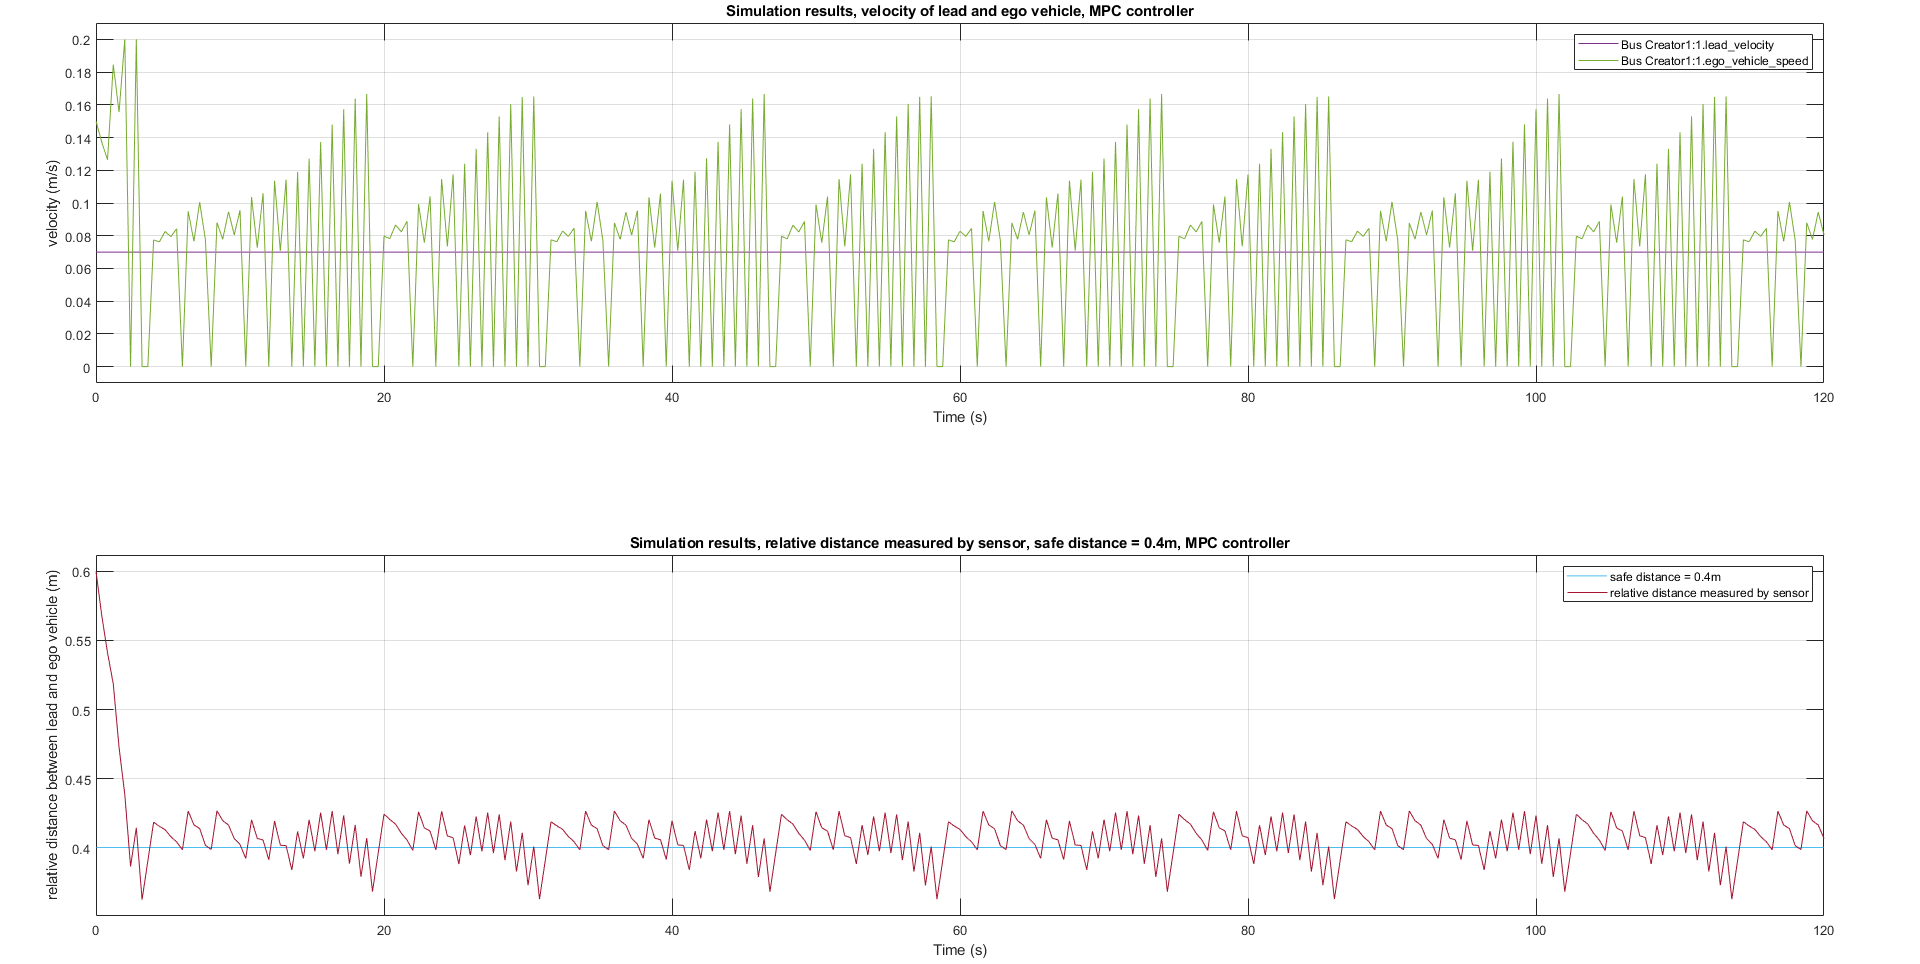 Simulation results, velocity of lead and ego vehicle, MPC controller
Bus Creator1:1.lead_velocity
Bus Creator1:1.ego_vehicle_speed
velocity (m/s)
0.2
0.18
0.16
0.14
0.12
0.1
0.08
0.06
0.04
0.02
0
0 20 40 60 80 100 120
Time (s)
Simulation results, relative distance measured by sensor, safe distance = 0.4m, MPC controller
safe distance = 0.4m
relative distance measured by sensor
relative distance between lead and ego vehicle (m)
0.6
0.55
0.5
0.45
0.4
0 20 40 60 80 100 120
Time (s)